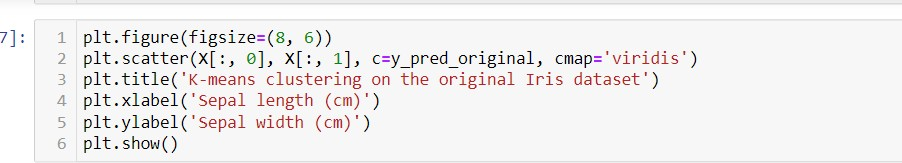 7]:
1 plt.figure(figsize=(8, 6))
2 plt.scatter(X[:, 0], X[:, 1], c=y_pred_original, cmap='viridis')
3 plt.title('K-means clustering on the original Iris dataset')
4 plt.xlabel('Sepal length (cm)')
5 plt.ylabel('Sepal width (cm)')
6 plt.show()